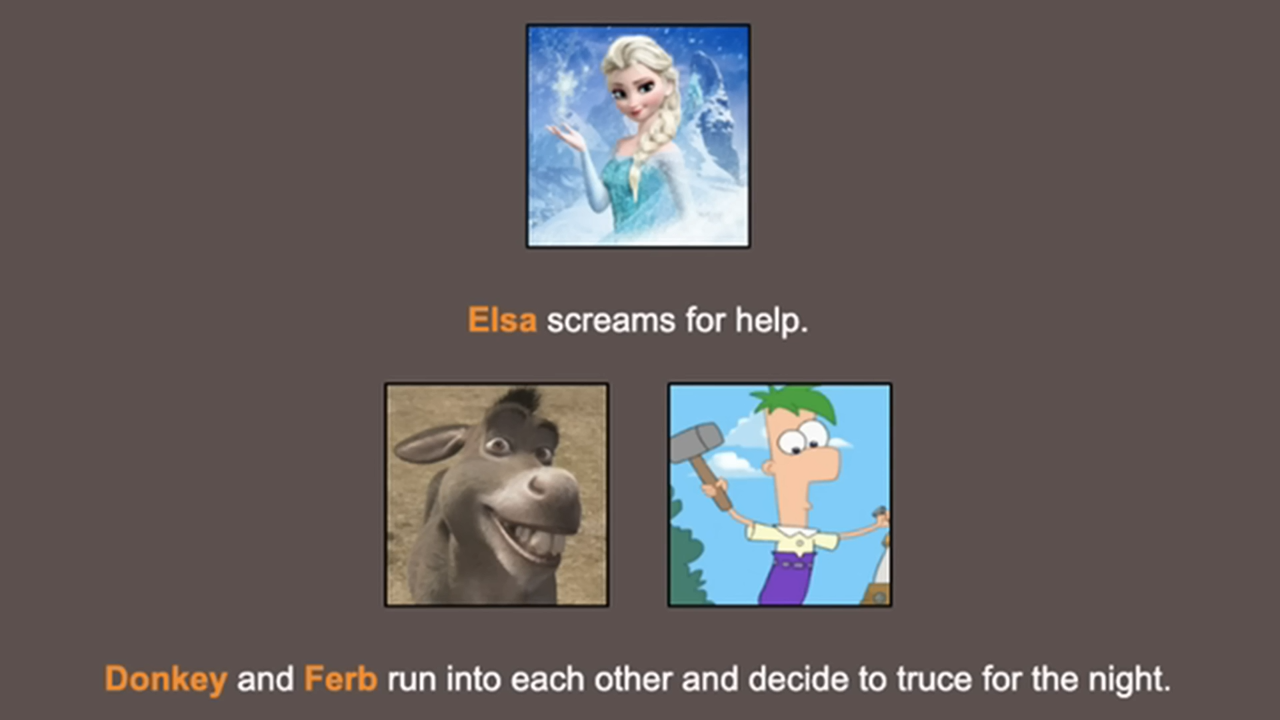 Elsa screams for help.
Donkey and Ferb run into each other and decide to truce for the night.